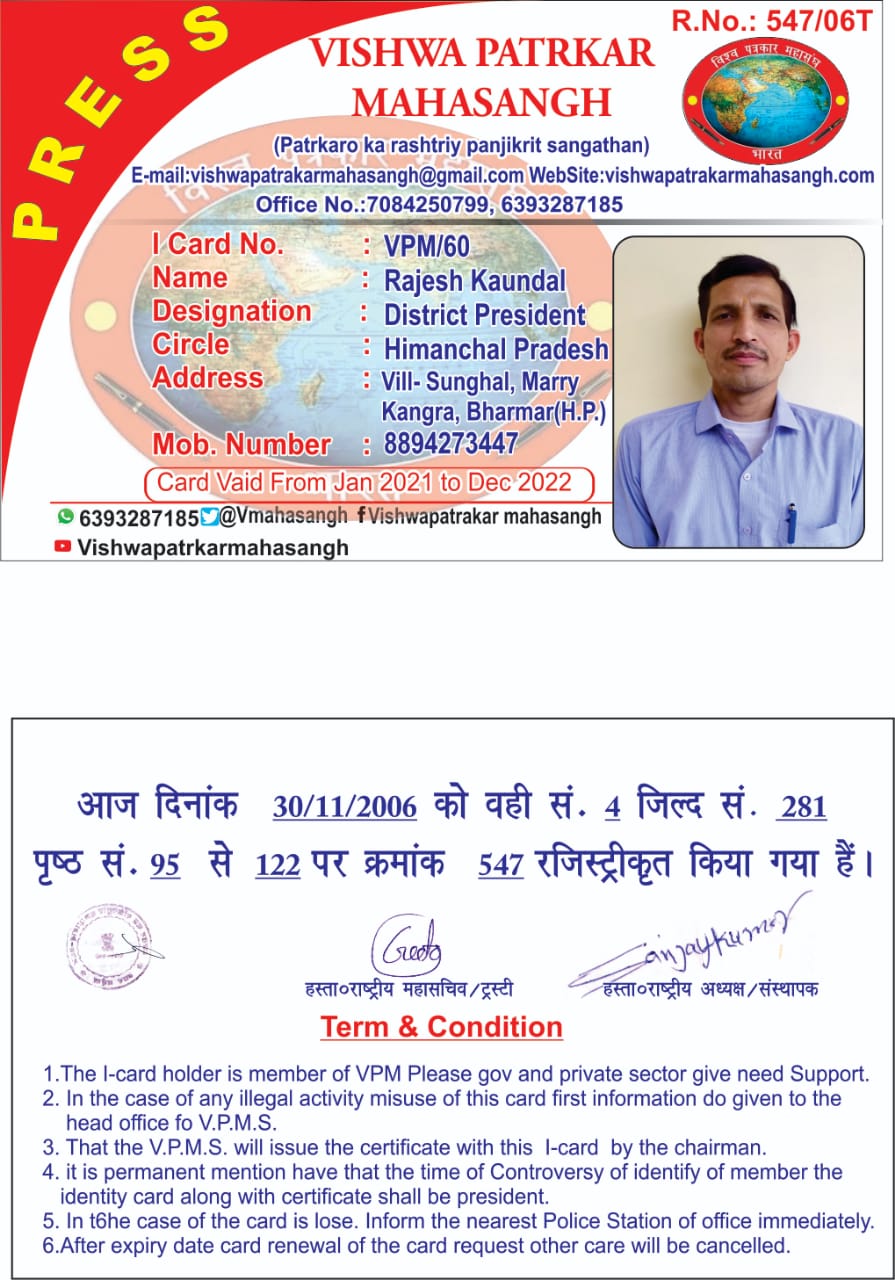 PRESS
R.No.: 547/06T
VISHWA PATRKAR
MAHASANGH
विश्व पत्रकार महासंघ
भारत
(Patrkaro ka rashtriy panjikrit sangathan)
E-mail:vishwapatrakarmahasangh@gmail.com WebSite:vishwapatrakarmahasangh.com
Office No.:7084250799, 6393287185
I Card No. : VPM/60
Name : Rajesh Kaundal
Designation : District President
Circle : Himanchal Pradesh
Address : Vill- Sunghal, Marry
Kangra, Bharmar(H.P.)
Mob. Number : 8894273447
Card Vaid From Jan 2021 to Dec 2022
6393287185 @Vmahasangh f Vishwapatrakar mahasangh
Vishwapatrkarmahasangh
आज दिनांक 30/11/2006 को वही सं. 4 जिल्द सं. 281
पृष्ठ सं. 95 से 122 पर क्रमांक 547 रजिस्ट्रीकृत किया गया हैं।
Geeta
Sanjaykumar
हस्ता०राष्ट्रीय महासचिव/ट्रस्टी
हस्ता०राष्ट्रीय अध्यक्ष/संस्थापक
Term & Condition
1.The I-card holder is member of VPM Please gov and private sector give need Support.
2. In the case of any illegal activity misuse of this card first information do given to the
head office fo V.P.M.S.
3. That the V.P.M.S. will issue the certificate with this I-card by the chairman.
4. it is permanent mention have that the time of Controversy of identify of member the
identity card along with certificate shall be president.
5. In t6he case of the card is lose. Inform the nearest Police Station of office immediately.
6.After expiry date card renewal of the card request other care will be cancelled.